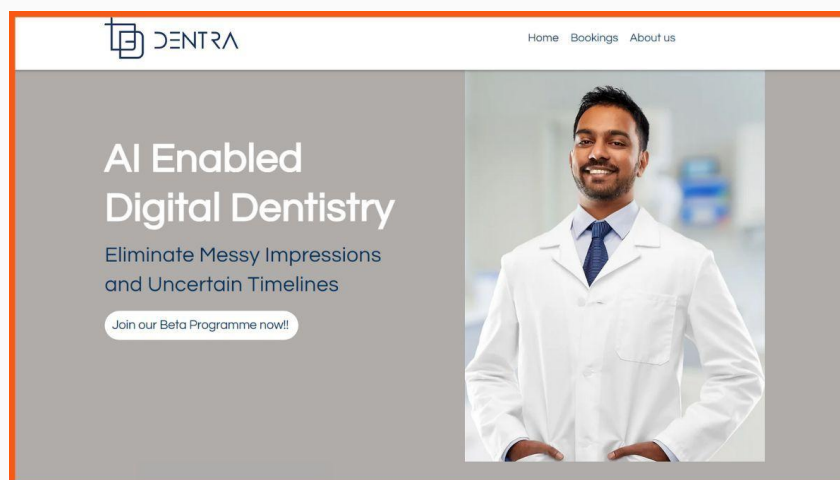 DENTRA
Home Bookings About us
AI Enabled
Digital Dentistry
Eliminate Messy Impressions
and Uncertain Timelines
Join our Beta Programme now!!